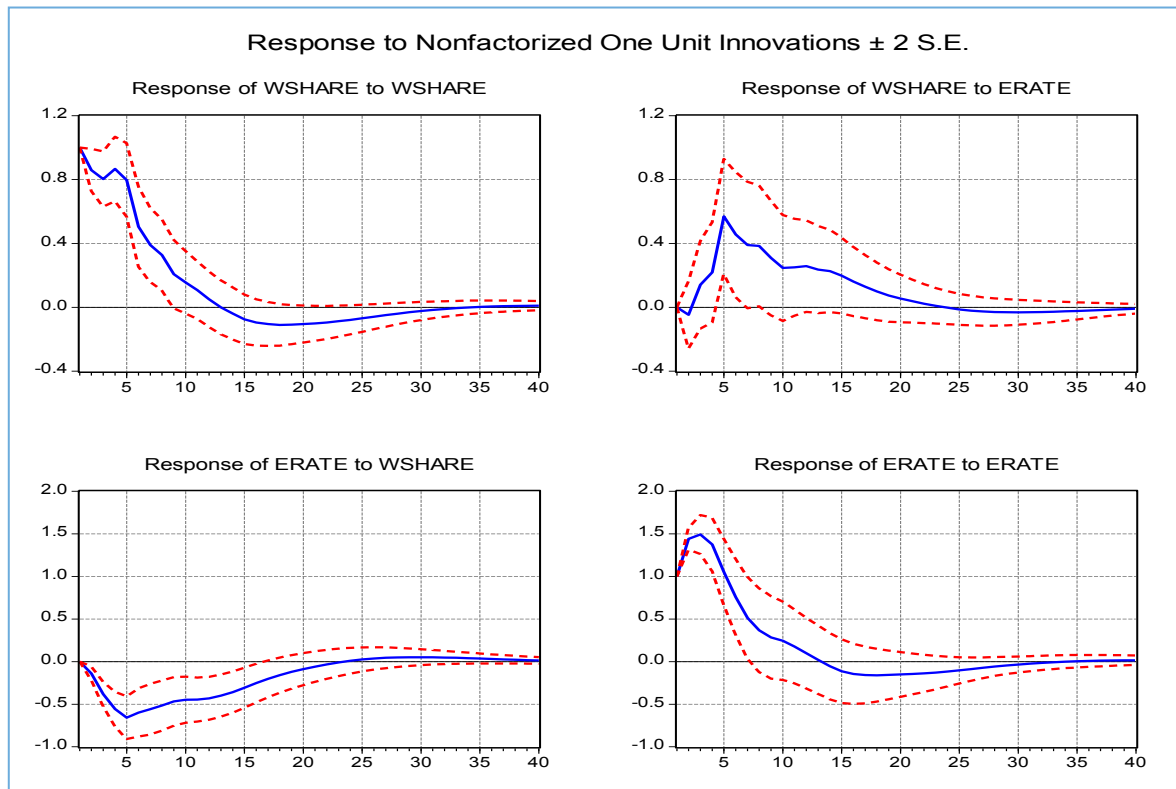 Response to Nonfactorized One Unit Innovations ± 2 S.E.
Response of WSHARE to WSHARE
1.2
0.8
0.4
0.0
-0.4
5 10 15 20 25 30 35 40
Response of WSHARE to ERATE
1.2
0.8
0.4
0.0
-0.4
5 10 15 20 25 30 35 40
Response of ERATE to WSHARE
2.0
1.5
1.0
0.5
0.0
-0.5
-1.0
5 10 15 20 25 30 35 40
Response of ERATE to ERATE
2.0
1.5
1.0
0.5
0.0
-0.5
-1.0
5 10 15 20 25 30 35 40